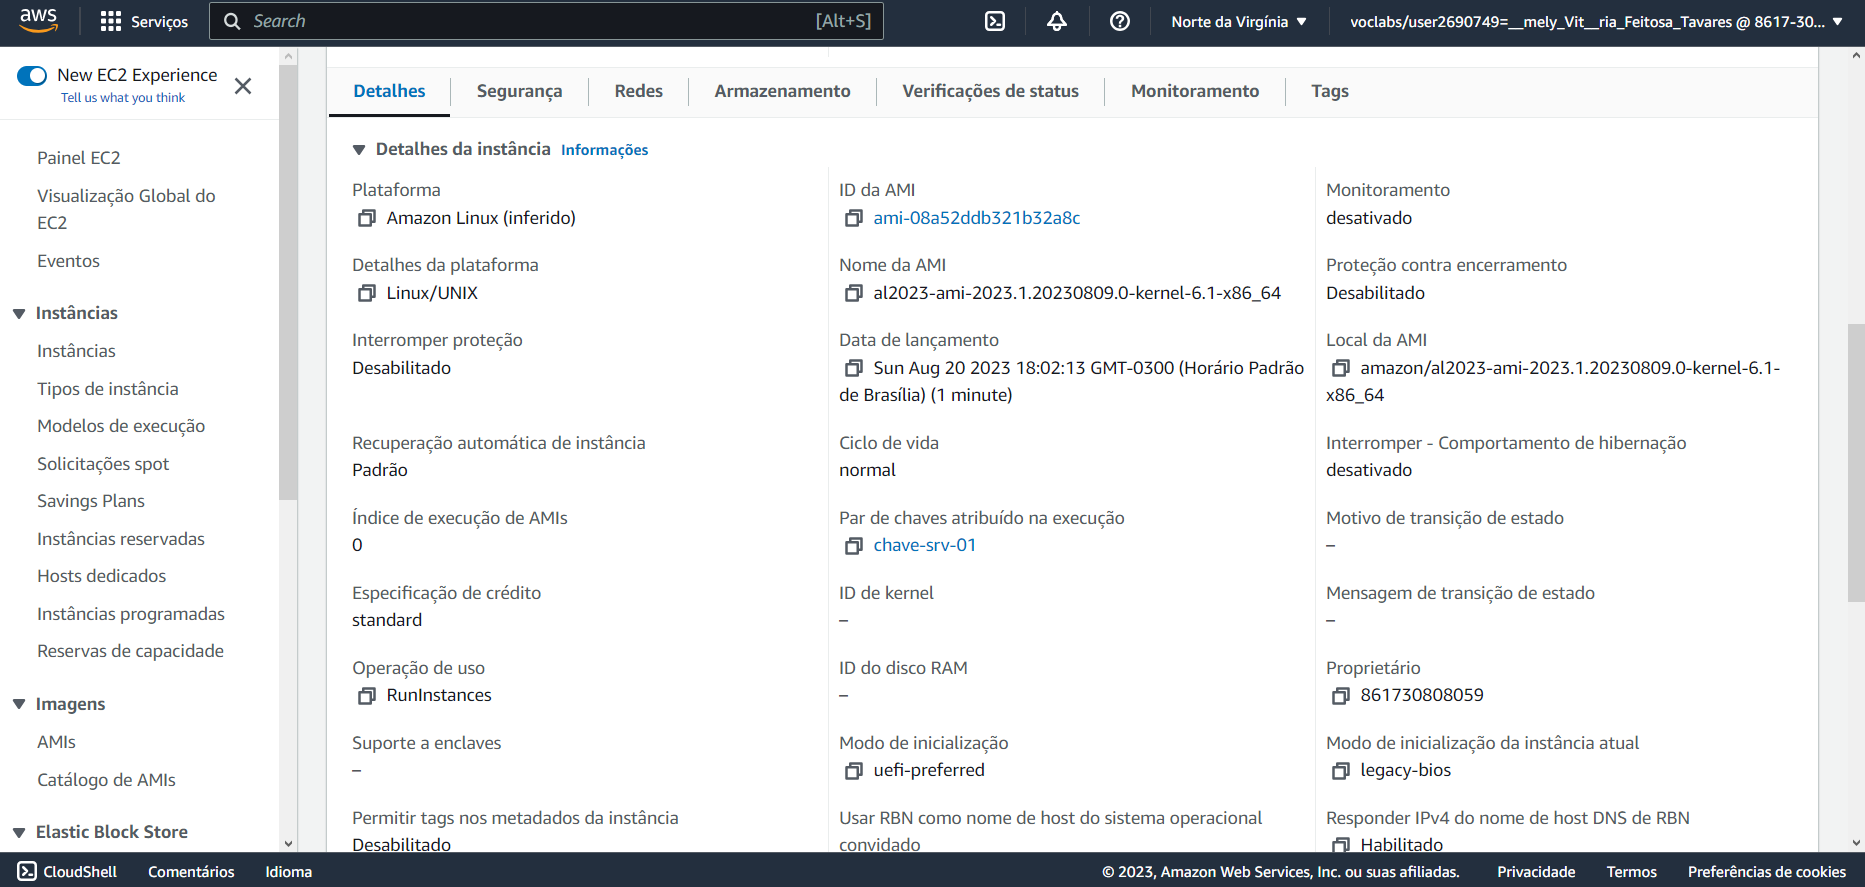 aws
Serviços
Search
[Alt+S]
Norte da Virgínia
voclabs/user2690749=__mely_Vit__ria_Feitosa_Tavares @ 8617-30...
New EC2 Experience
Tell us what you think
Painel EC2
Visualização Global do
EC2
Eventos
Instâncias
Instâncias
Tipos de instância
Modelos de execução
Solicitações spot
Savings Plans
Instâncias reservadas
Hosts dedicados
Instâncias programadas
Reservas de capacidade
Imagens
AMIs
Catálogo de AMIs
Elastic Block Store
Detalhes
Segurança
Redes
Armazenamento
Verificações de status
Monitoramento
Tags
Detalhes da instância Informações
Plataforma
Amazon Linux (inferido)
ID da AMI
ami-08a52ddb321b32a8c
Monitoramento
desativado
Detalhes da plataforma
Linux/UNIX
Nome da AMI
al2023-ami-2023.1.20230809.0-kernel-6.1-x86_64
Proteção contra encerramento
Desabilitado
Interromper proteção
Desabilitado
Data de lançamento
Sun Aug 20 2023 18:02:13 GMT-0300 (Horário Padrão
de Brasília) (1 minute)
Local da AMI
amazon/al2023-ami-2023.1.20230809.0-kernel-6.1-
x86_64
Recuperação automática de instância
Padrão
Ciclo de vida
normal
Interromper - Comportamento de hibernação
desativado
Índice de execução de AMIs
0
Par de chaves atribuído na execução
chave-srv-01
Motivo de transição de estado
–
Especificação de crédito
standard
ID de kernel
–
Mensagem de transição de estado
–
Operação de uso
RunInstances
ID do disco RAM
–
Proprietário
861730808059
Suporte a enclaves
–
Modo de inicialização
uefi-preferred
Modo de inicialização da instância atual
legacy-bios
Permitir tags nos metadados da instância
Desabilitado
Usar RBN como nome de host do sistema operacional
convidado
Responder IPv4 do nome de host DNS de RBN
Habilitado
CloudShell
Comentários
Idioma
© 2023, Amazon Web Services, Inc. ou suas afiliadas.
Privacidade
Termos
Preferências de cookies